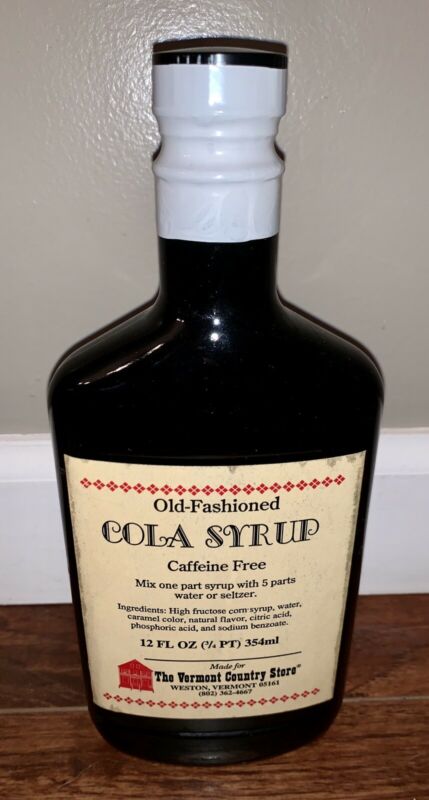 Old-Fashioned
COLA SYRUP
Caffeine Free
Mix one part syrup with 5 parts
water or seltzer.
Ingredients: High fructose corn syrup, water,
caramel color, natural flavor, citric acid,
phosphoric acid, and sodium benzoate.
12 FL OZ (¾ PT) 354ml
Made for
The Vermont Country Store®
WESTON, VERMONT 05161
(802) 362-4667